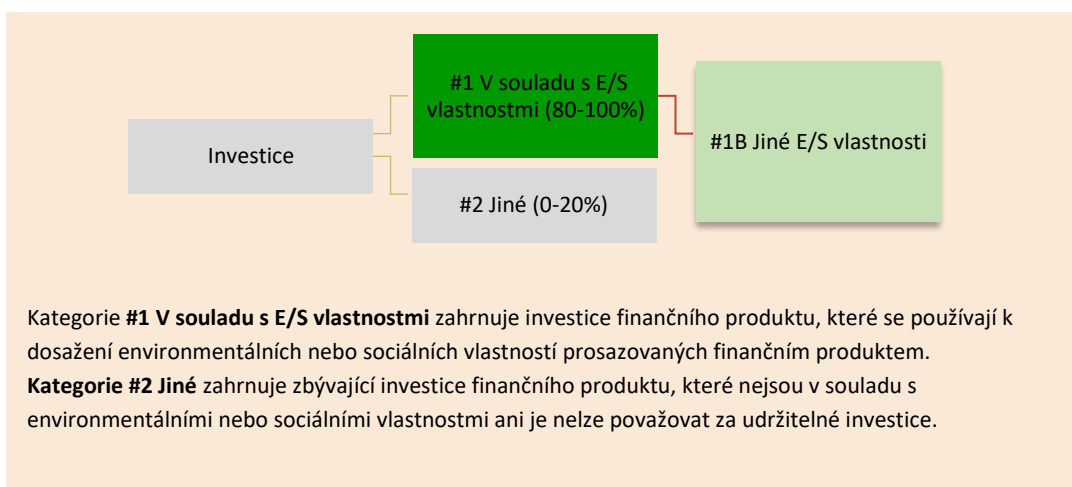 #1 V souladu s E/S
vlastnostmi (80-100%)
Investice
#1B Jiné E/S vlastnosti
#2 Jiné (0-20%)
Kategorie #1 V souladu s E/S vlastnostmi zahrnuje investice finančního produktu, které se používají k
dosažení environmentálních nebo sociálních vlastností prosazovaných finančním produktem.
Kategorie #2 Jiné zahrnuje zbývající investice finančního produktu, které nejsou v souladu s
environmentálními nebo sociálními vlastnostmi ani je nelze považovat za udržitelné investice.